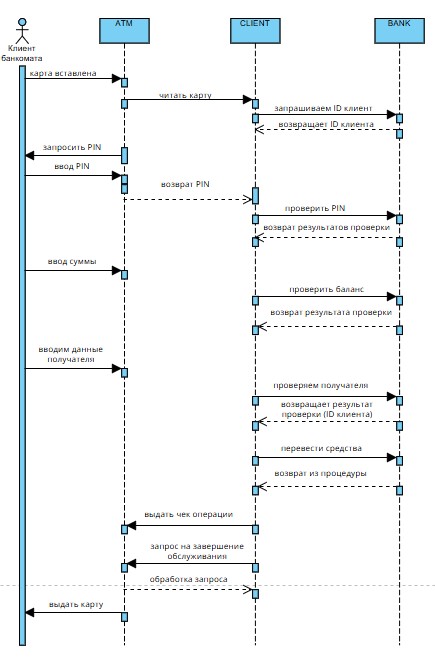 ATM
CLIENT
BANK
Клиент
банкомата
карта вставлена
читать карту
запрашиваем ID клиент
возвращает ID клиента
запросить PIN
ввод PIN
возврат PIN
проверить PIN
возврат результатов проверки
ввод суммы
проверить баланс
возврат результата проверки
вводим данные
получателя
проверяем получателя
возвращает результат
проверки (ID клиента)
перевести средства
возврат из процедуры
выдать чек операции
запрос на завершение
обслуживания
обработка запроса
выдать карту